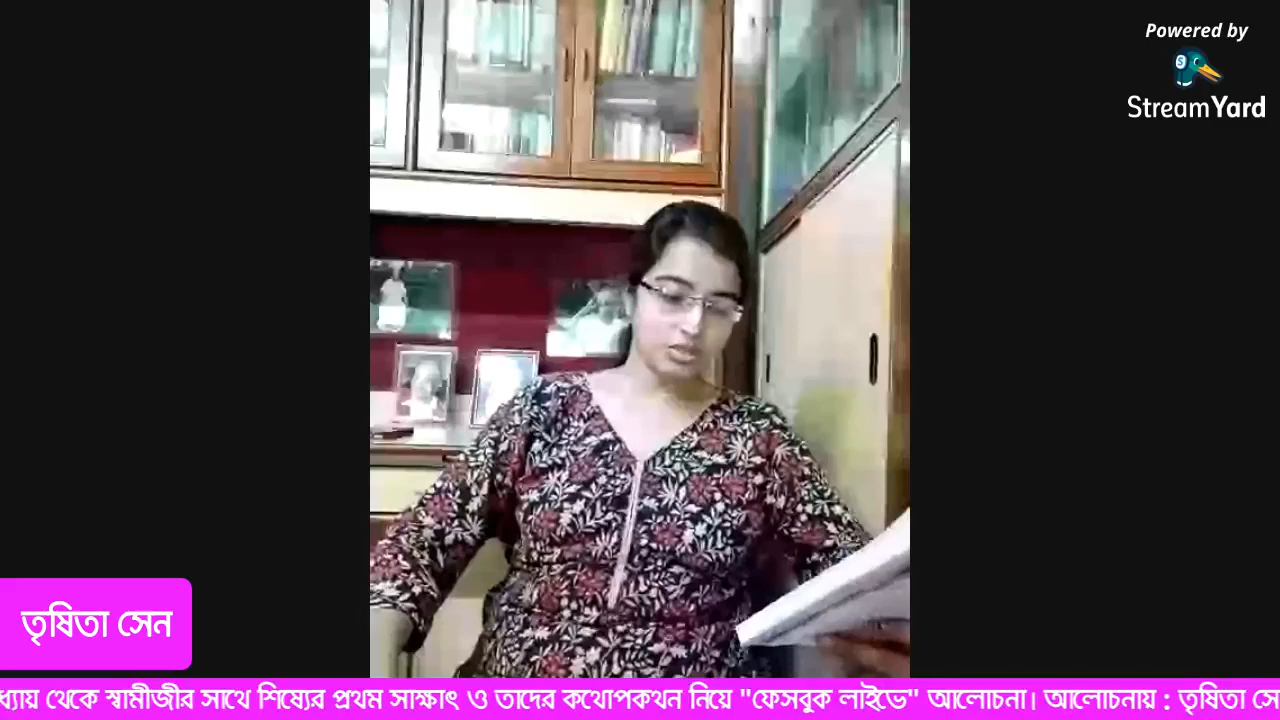 Powered by
StreamYard
তৃষিতা সেন
ধ্যায় থেকে স্বামীজীর সাথে শিষ্যের প্রথম সাক্ষাৎ ও তাদের কথোপকথন নিয়ে "ফেসবুক লাইভে" আলোচনা। আলোচনায় : তৃষিতা সে